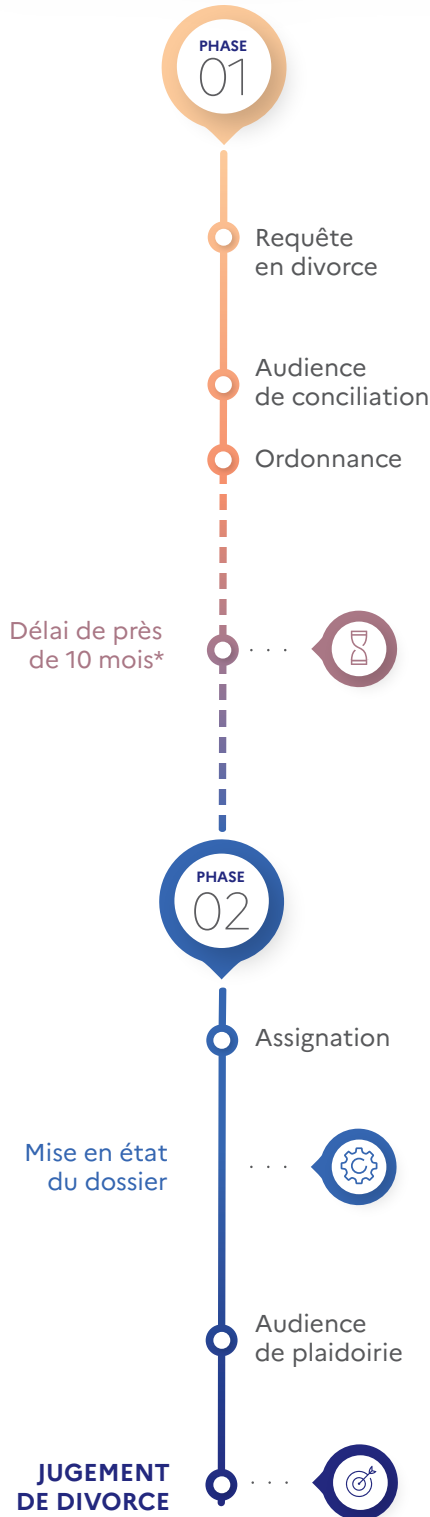 PHASE
01
Requête
en divorce
Audience
de conciliation
Ordonnance
Délai de près
de 10 mois*
PHASE
02
Assignation
Mise en état
du dossier
Audience
de plaidoirie
JUGEMENT
DE DIVORCE